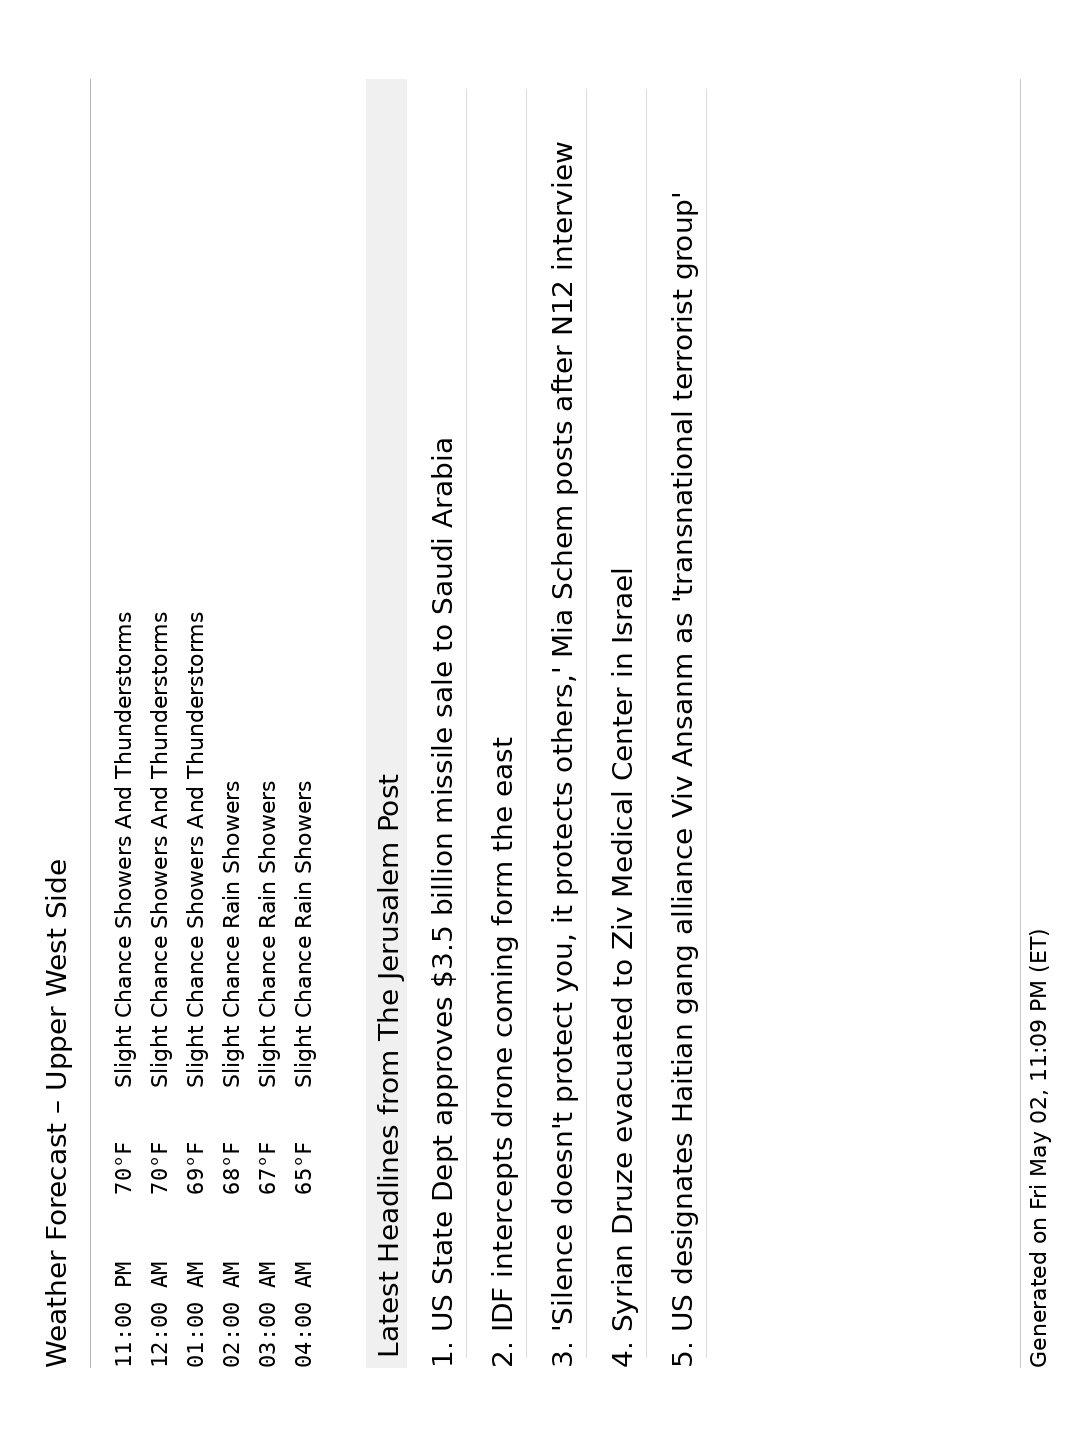 Weather Forecast – Upper West Side
11:00 PM 70°F Slight Chance Showers And Thunderstorms
12:00 AM 70°F Slight Chance Showers And Thunderstorms
01:00 AM 69°F Slight Chance Showers And Thunderstorms
02:00 AM 68°F Slight Chance Rain Showers
03:00 AM 67°F Slight Chance Rain Showers
04:00 AM 65°F Slight Chance Rain Showers
Latest Headlines from The Jerusalem Post
1. US State Dept approves $3.5 billion missile sale to Saudi Arabia
2. IDF intercepts drone coming form the east
3. 'Silence doesn't protect you, it protects others,' Mia Schem posts after N12 interview
4. Syrian Druze evacuated to Ziv Medical Center in Israel
5. US designates Haitian gang alliance Viv Ansanm as 'transnational terrorist group'
Generated on Fri May 02, 11:09 PM (ET)